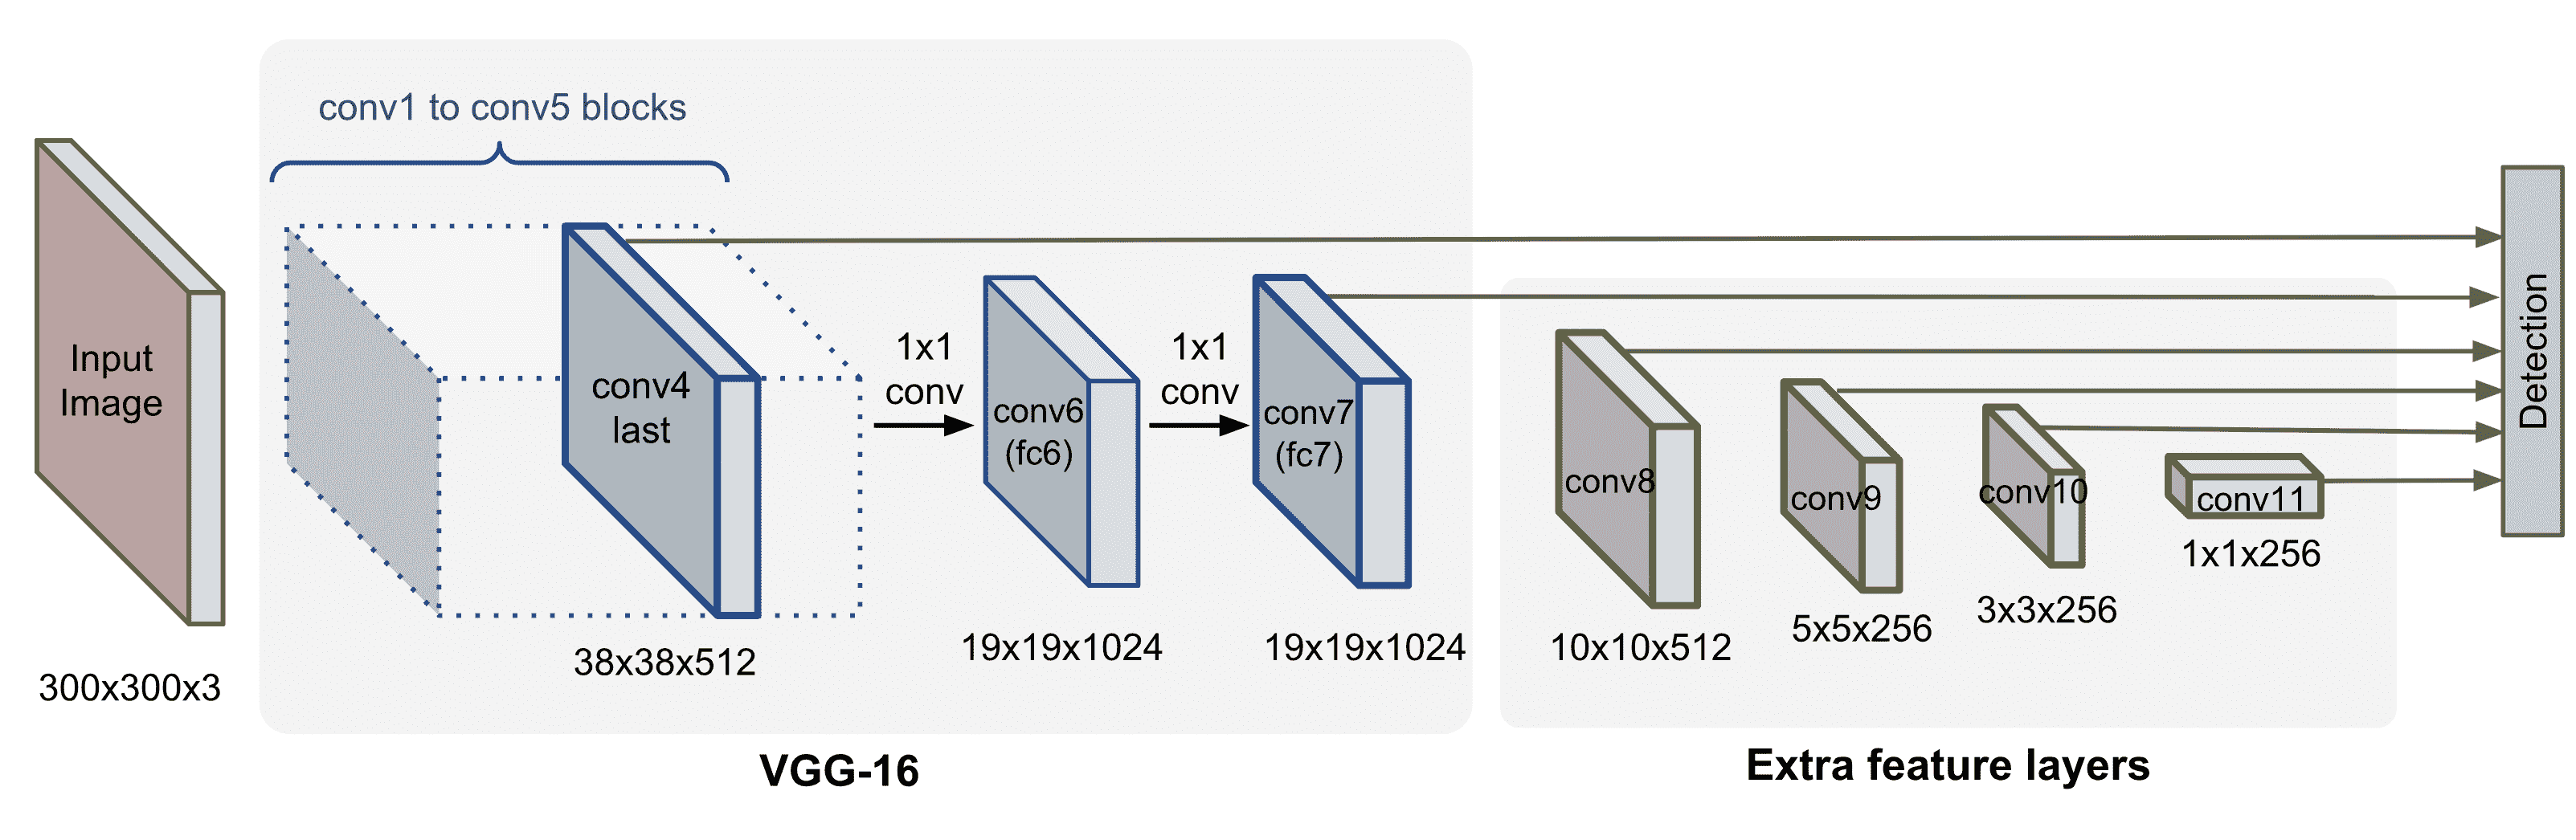 conv1 to conv5 blocks
Input
Image
300x300x3
conv4
last
38x38x512
1x1
conv
conv6
(fc6)
19x19x1024
1x1
conv
conv7
(fc7)
19x19x1024
VGG-16
conv8
10x10x512
conv9
5x5x256
conv10
3x3x256
conv11
1x1x256
Extra feature layers
Detection